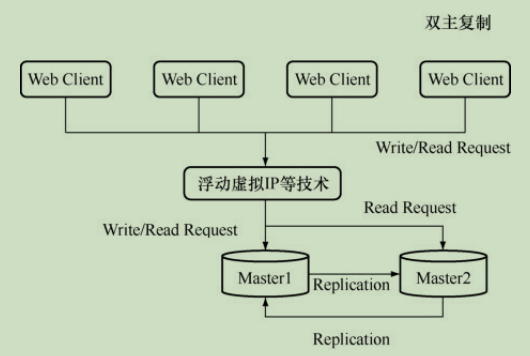 双主复制
Web Client
Web Client
Web Client
Web Client
Write/Read Request
浮动虚拟IP等技术
Read Request
Write/Read Request
Master1
Replication
Master2
Replication